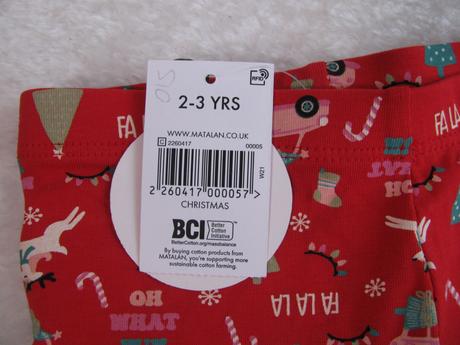 RFID
2-3 YRS
WWW.MATALAN.CO.UK
C 2260417 00005
2 260417 000057 >
W21
CHRISTMAS
BCI Better Cotton Initiative
BetterCotton.org/massbalance
By buying cotton products from
MATALAN, you're supporting more
sustainable cotton farming.
FA
FA LA LA
WHAT
HO
OH
WHAT
FA LA LA